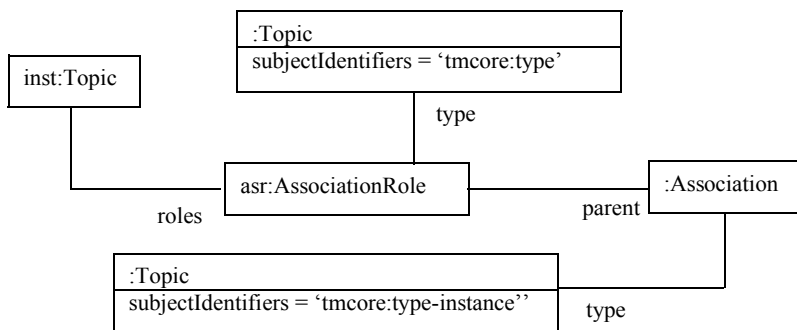 :Topic
subjectIdentifiers = ‘tmcore:type’
inst:Topic
type
asr:AssociationRole
:Association
roles
parent
:Topic
subjectIdentifiers = ‘tmcore:type-instance’’
type